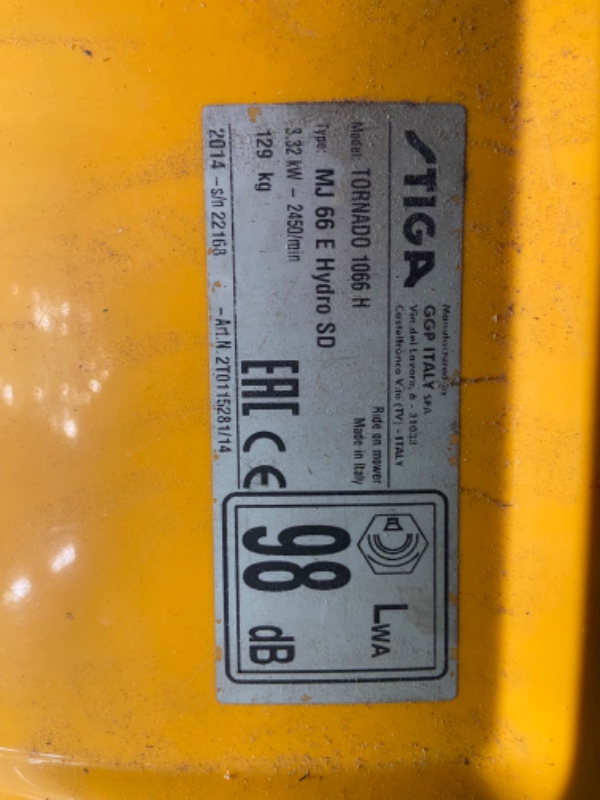 STIGA
Manufactured by
GGP ITALY SPA
Via del Lavoro, 6 - 31033
Castelfranco V.to (TV) - ITALY
Model: TORNADO 1066 H
Ride on mower
Made in Italy
Type: MJ 66 E Hydro SD
3.32 kW - 2450/min
129 kg
EAC CE
2014 - s/n 22168 - Art.N. 2T0115281/14
LWA
98
dB